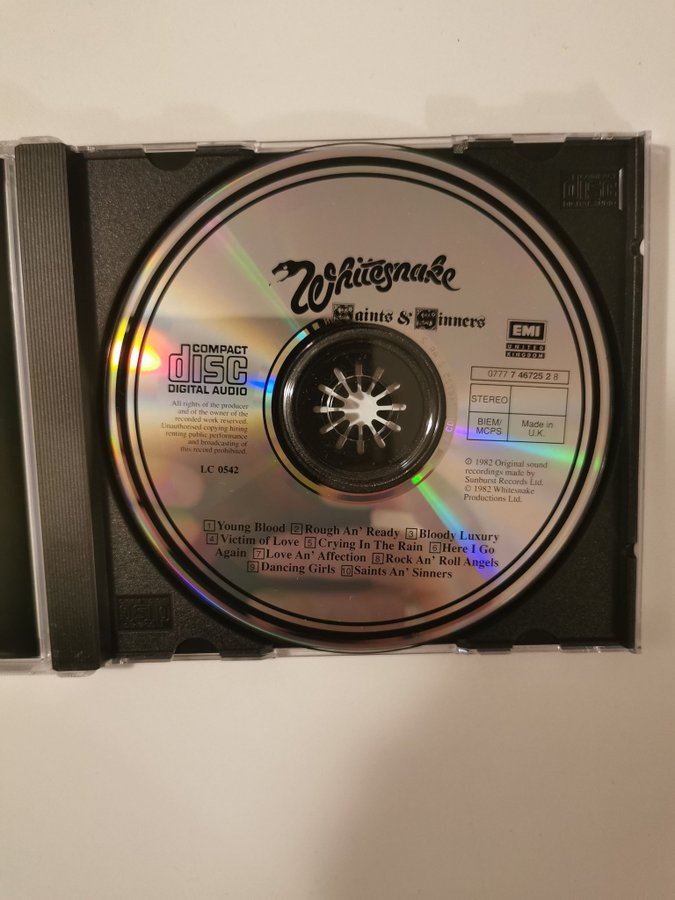 COMPACT
disc
DIGITAL AUDIO
Whitesnake
Saints & Sinners
EMI
UNITED
KINGDOM
COMPACT
disc
DIGITAL AUDIO
0777 7 46725 2 8
STEREO
BIEM/
MCPS
Made in
U.K.
All rights of the producer
and of the owner of the
recorded work reserved.
Unauthorised copying hiring
renting public performance
and broadcasting of
this record prohibited.
LC 0542
℗ 1982 Original sound
recordings made by
Sunburst Records Ltd.
© 1982 Whitesnake
Productions Ltd.
1 Young Blood 2 Rough An' Ready 3 Bloody Luxury
4 Victim of Love 5 Crying In The Rain 6 Here I Go
Again 7 Love An' Affection 8 Rock An' Roll Angels
9 Dancing Girls 10 Saints An' Sinners